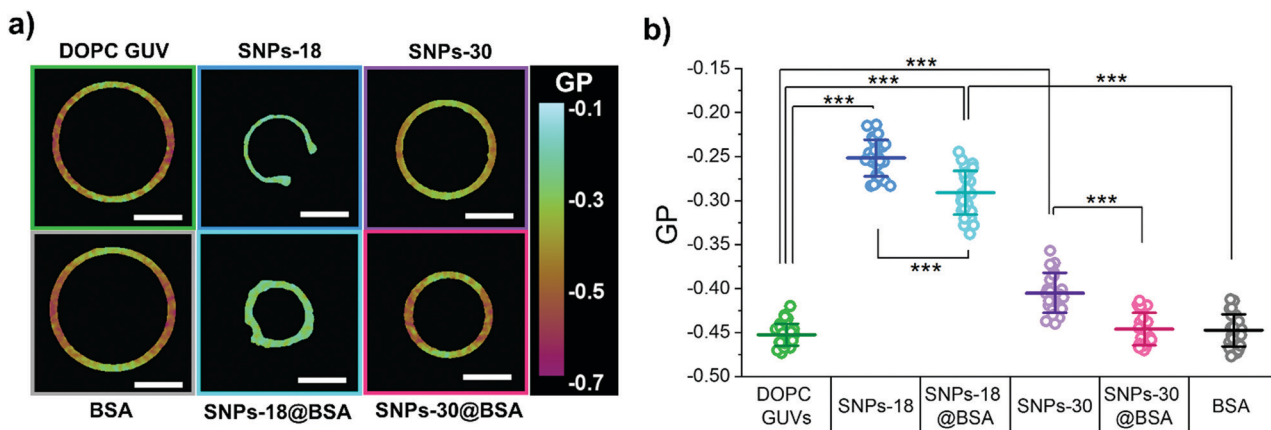 a)
DOPC GUV SNPs-18 SNPs-30
GP
-0.1
-0.3
-0.5
-0.7
BSA SNPs-18@BSA SNPs-30@BSA
b)
***
***
***
***
***
***
GP
-0.15
-0.20
-0.25
-0.30
-0.35
-0.40
-0.45
-0.50
DOPC
GUVs
SNPs-18
SNPs-18
@BSA
SNPs-30
SNPs-30
@BSA
BSA